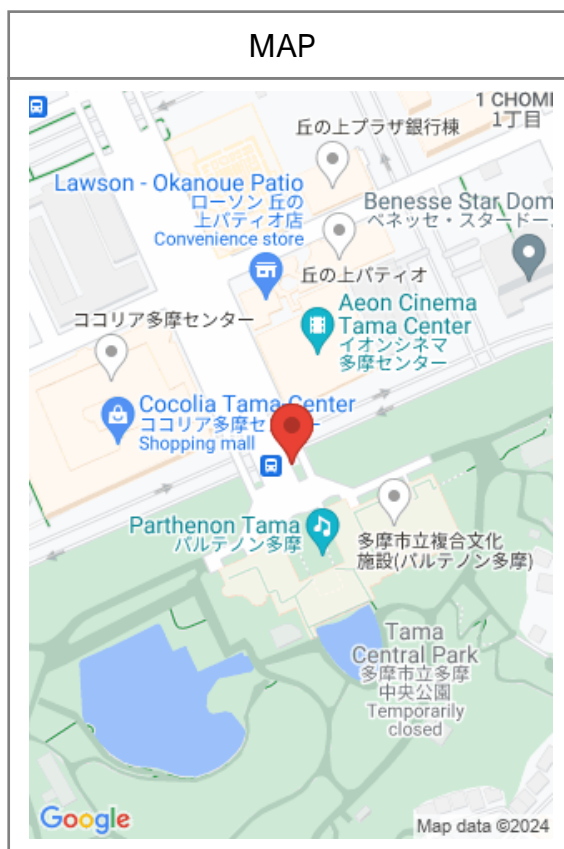 MAP
1 CHOM
1丁目
丘の上プラザ銀行棟
Lawson - Okanoue Patio
ローソン 丘の
上パティオ店
Convenience store
Benesse Star Dom
ベネッセ・スタードー
丘の上パティオ
Aeon Cinema
Tama Center
イオンシネマ
多摩センター
ココリア多摩センター
Cocolia Tama Center
ココリア多摩セ
Shopping mall
Parthenon Tama
パルテノン多摩
多摩市立複合文化
施設(パルテノン多摩)
Tama
Central Park
多摩市立多摩
中央公園
Temporarily
closed
Google
Map data ©2024